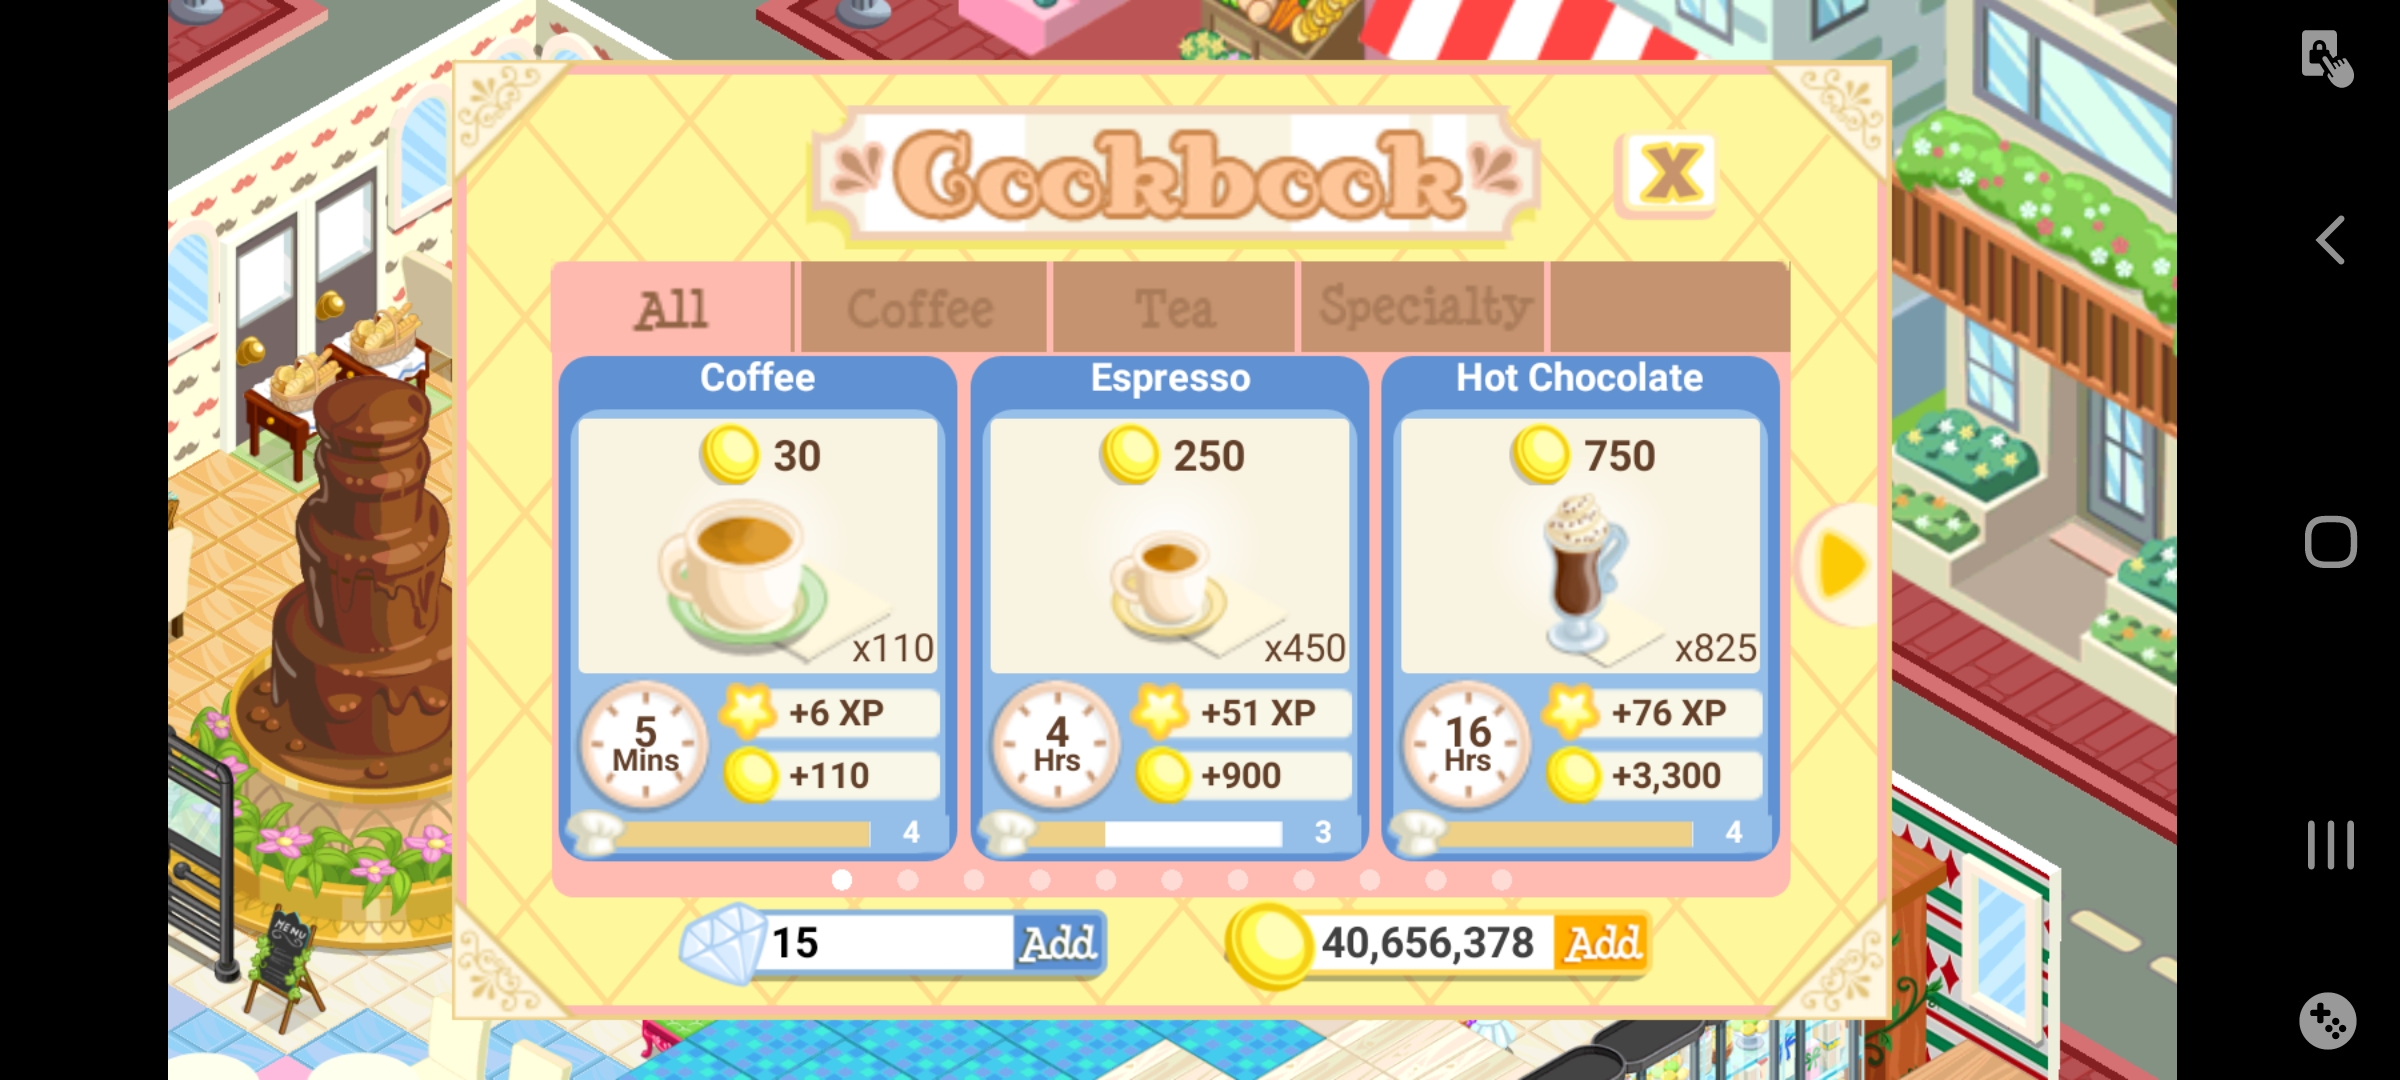 Cookbook
X
All
Coffee
Tea
Specialty
Coffee
30
x110
5
Mins
+6 XP
+110
4
Espresso
250
x450
4
Hrs
+51 XP
+900
3
Hot Chocolate
750
x825
16
Hrs
+76 XP
+3,300
4
15
Add
40,656,378
Add
MENU